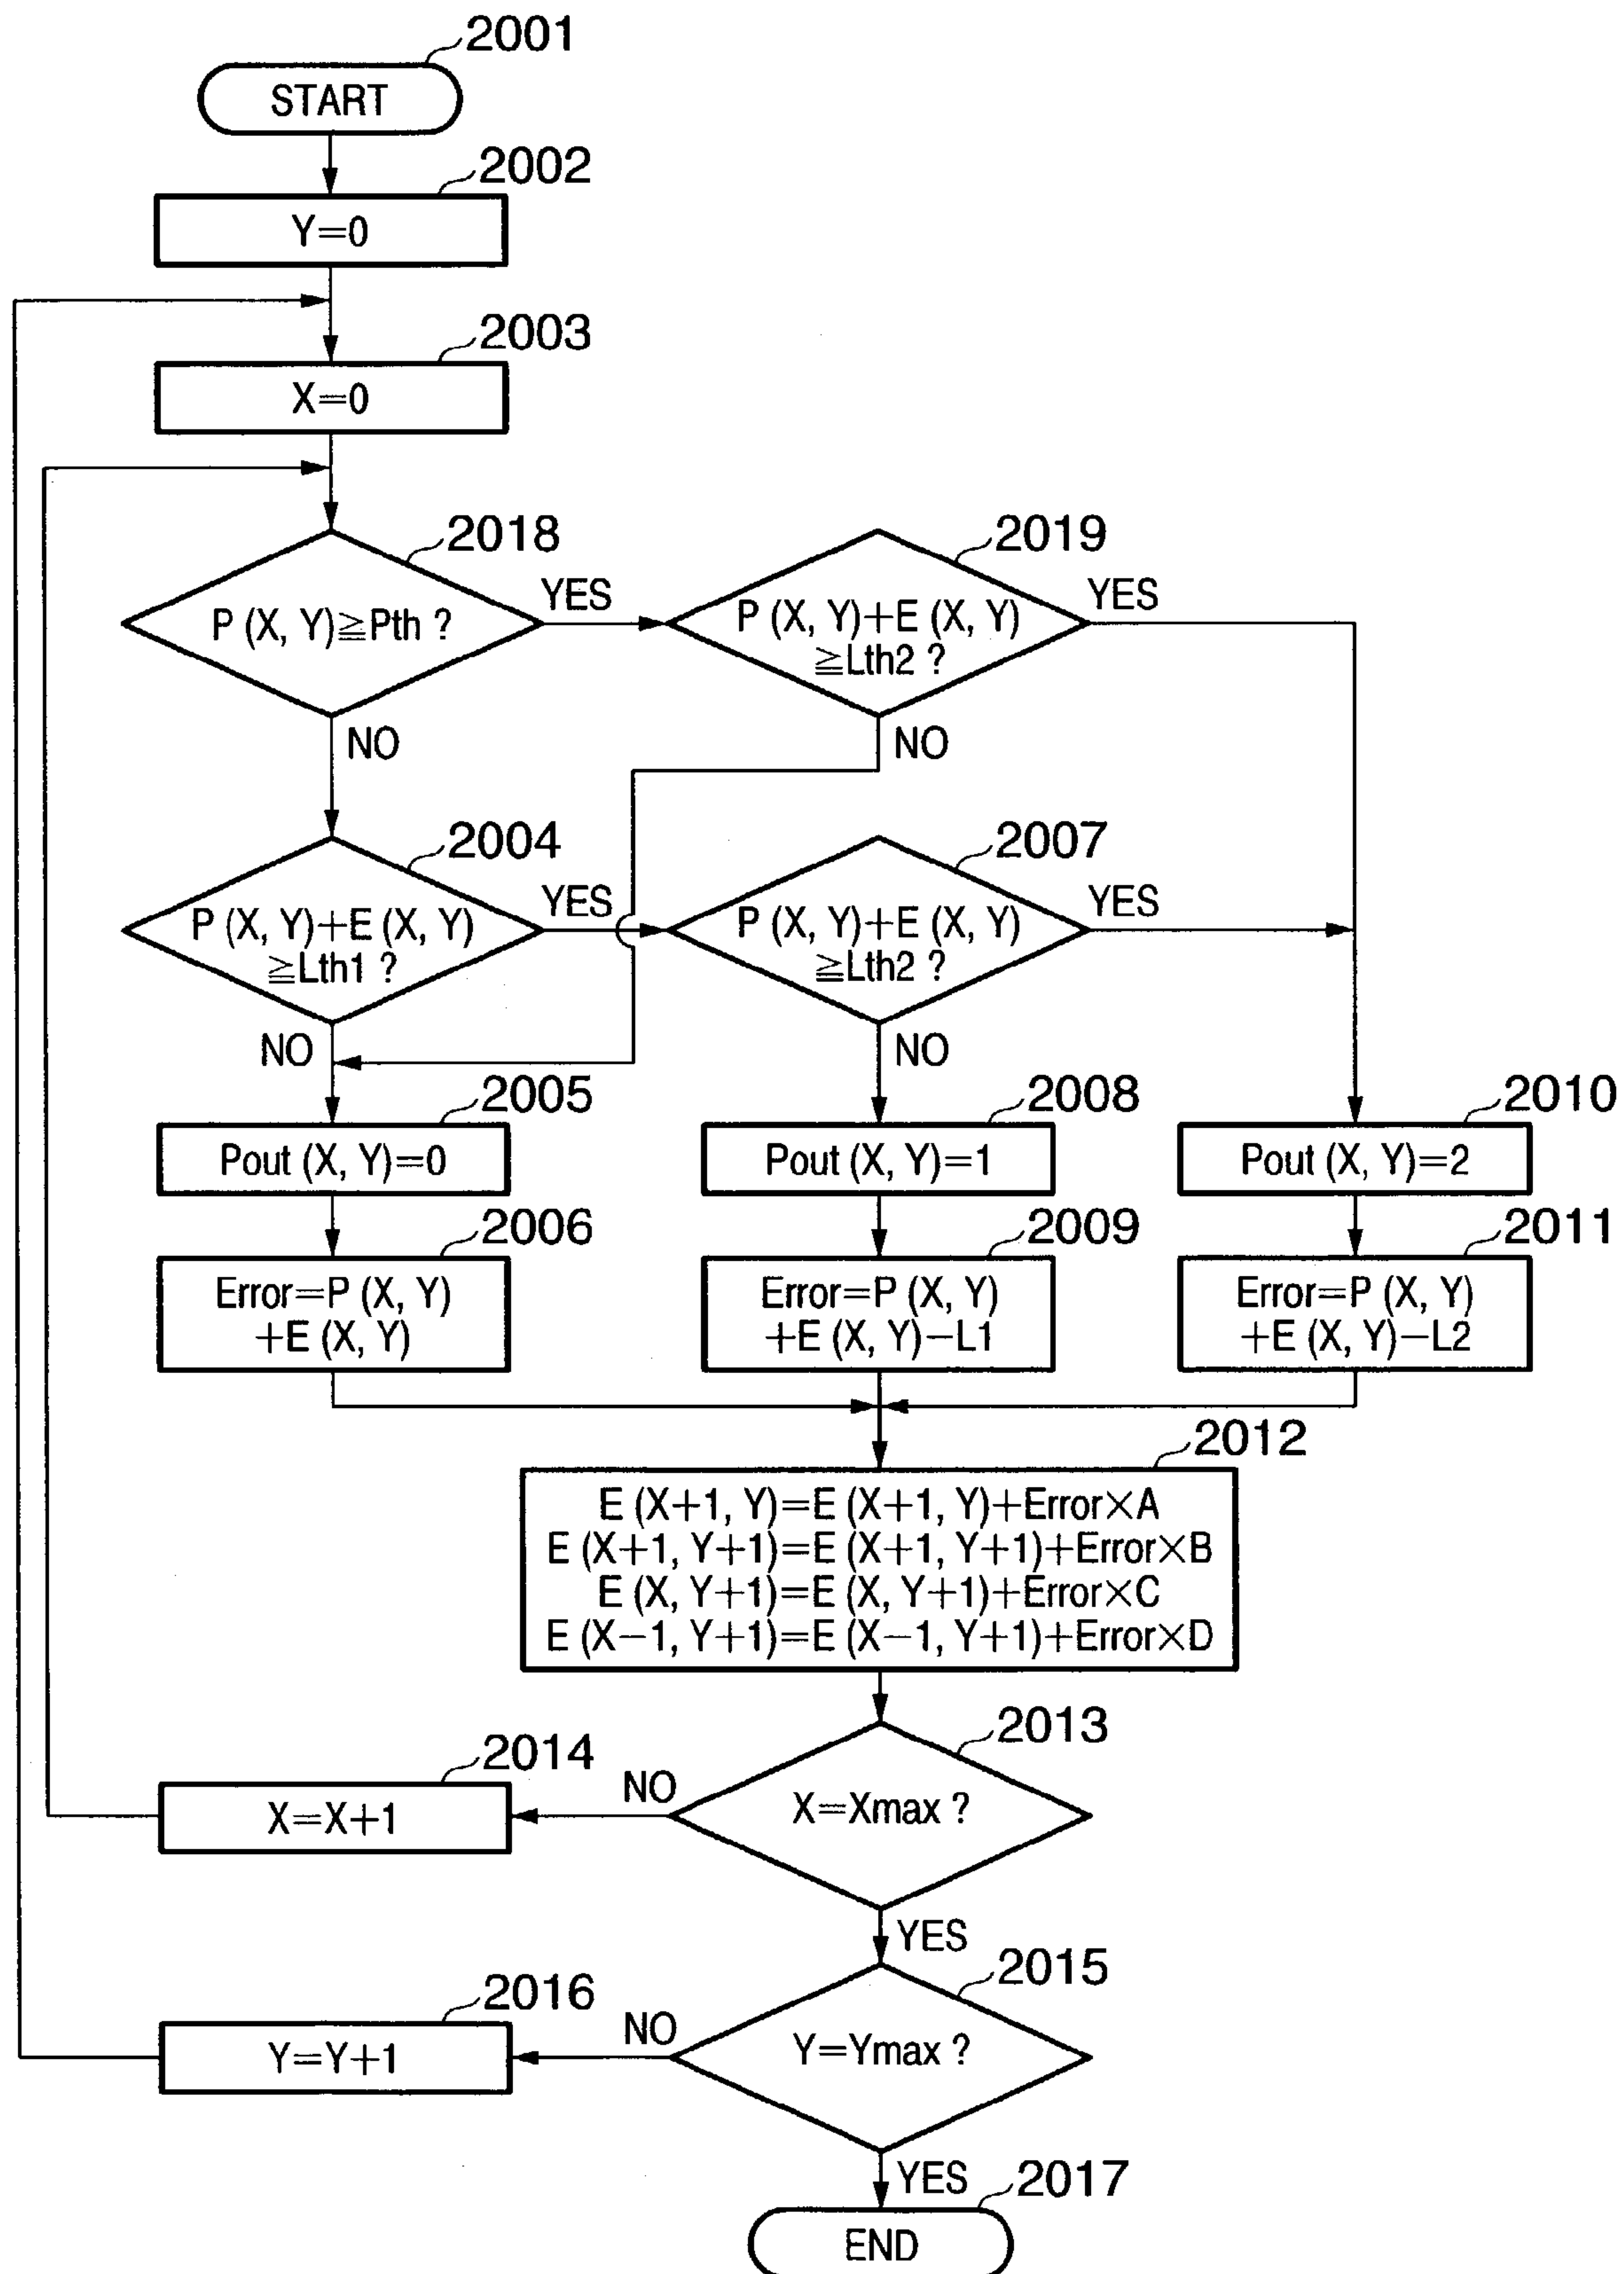 2001
START
2002
Y=0
2003
X=0
2018
P (X, Y)≧Pth ?
YES
2019
P (X, Y)+E (X, Y)
≧Lth2 ?
YES
NO
NO
2004
P (X, Y)+E (X, Y)
≧Lth1 ?
YES
2007
P (X, Y)+E (X, Y)
≧Lth2 ?
YES
NO
NO
2005
Pout (X, Y)=0
2008
Pout (X, Y)=1
2010
Pout (X, Y)=2
2006
Error=P (X, Y)
+E (X, Y)
2009
Error=P (X, Y)
+E (X, Y)−L1
2011
Error=P (X, Y)
+E (X, Y)−L2
2012
E (X+1, Y)=E (X+1, Y)+Error×A
E (X+1, Y+1)=E (X+1, Y+1)+Error×B
E (X, Y+1)=E (X, Y+1)+Error×C
E (X−1, Y+1)=E (X−1, Y+1)+Error×D
2013
X=Xmax ?
NO
2014
X=X+1
YES
2015
Y=Ymax ?
NO
2016
Y=Y+1
YES
2017
END